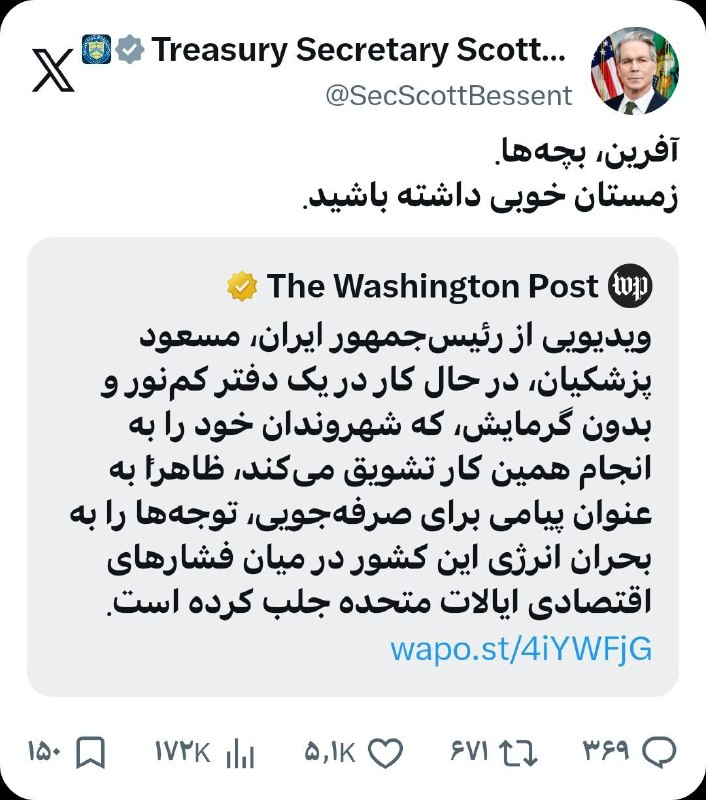 Treasury Secretary Scott...
@SecScottBessent
آفرین، بچه‌ها.
زمستان خوبی داشته باشید.
The Washington Post
ویدیویی از رئیس‌جمهور ایران، مسعود
پزشکیان، در حال کار در یک دفتر کم‌نور و
بدون گرمایش، که شهروندان خود را به
انجام همین کار تشویق می‌کند، ظاهراً به
عنوان پیامی برای صرفه‌جویی، توجه‌ها را به
بحران انرژی این کشور در میان فشارهای
اقتصادی ایالات متحده جلب کرده است.
wapo.st/4iYWFjG
۳۶۹ ۶۷۱ ۵,۱K ۱۷۲K ۱۵۰